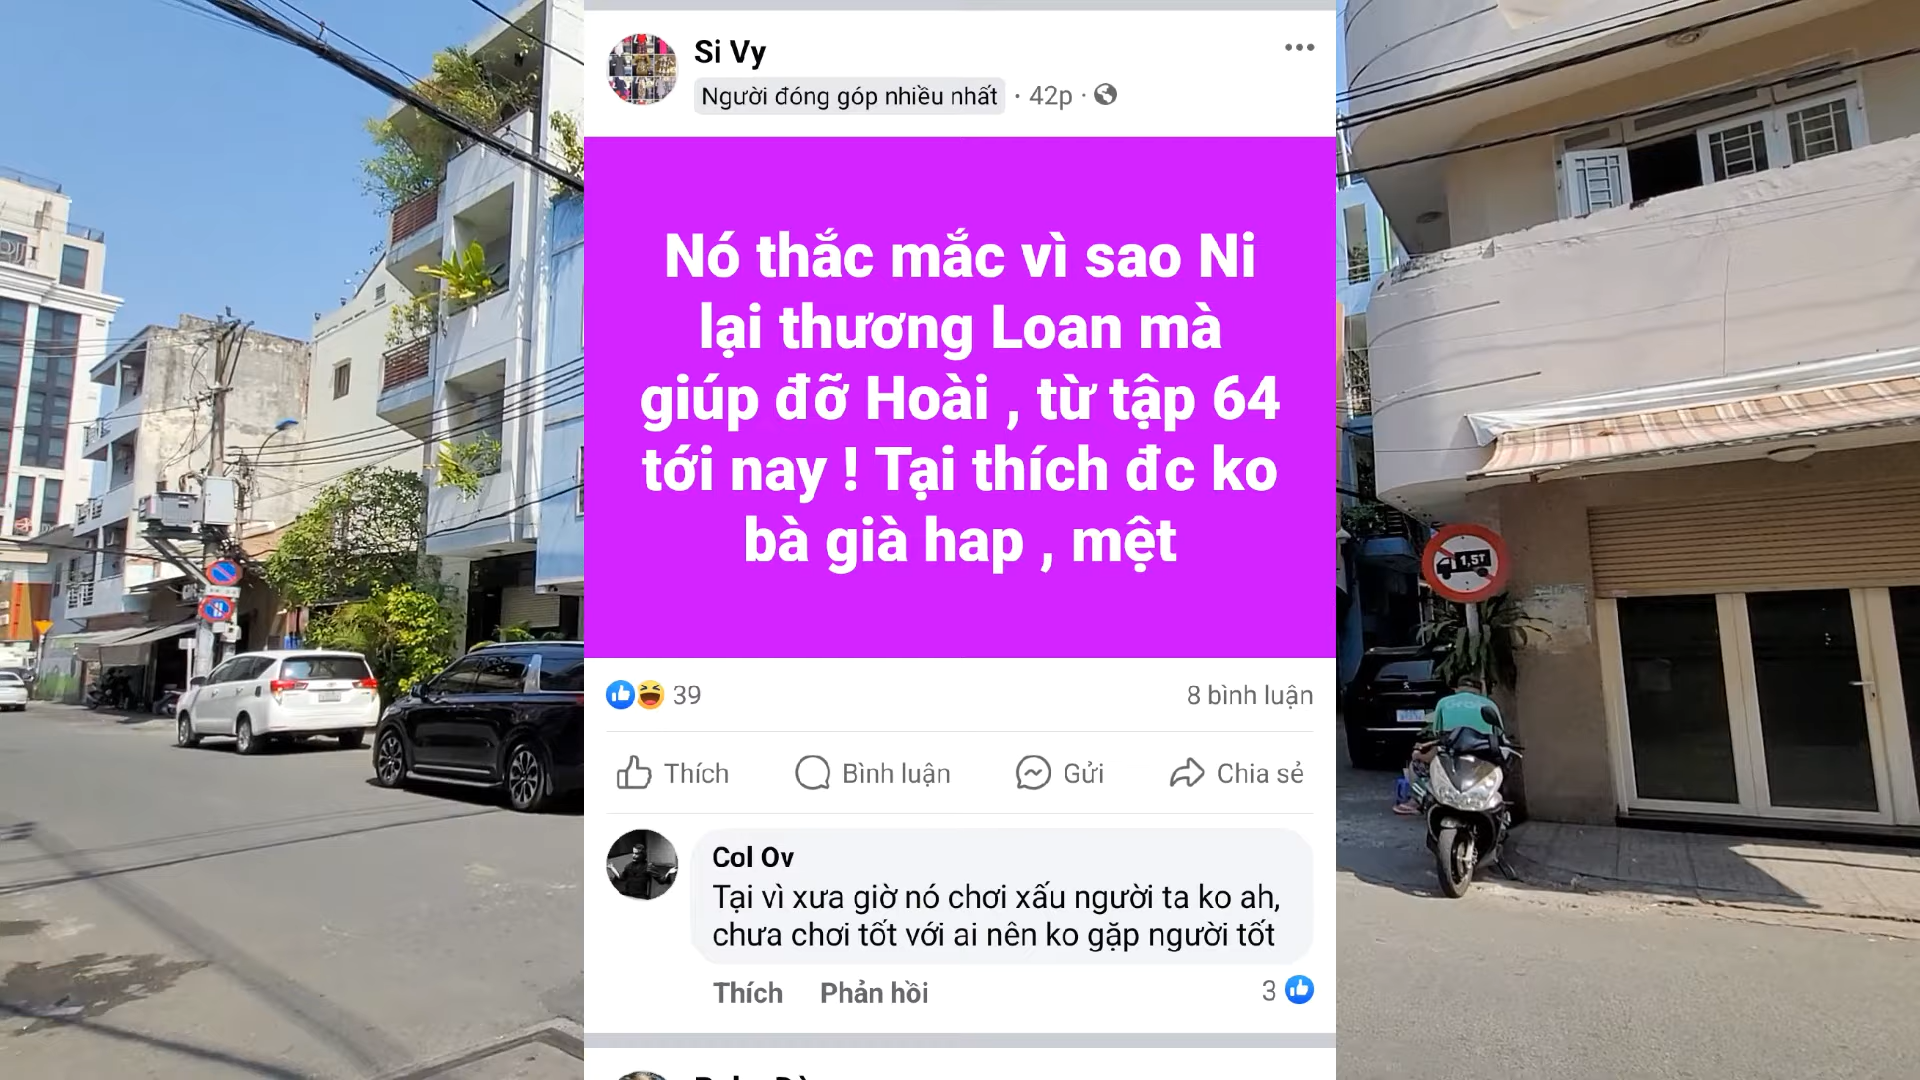 Si Vy
Người đóng góp nhiều nhất · 42p ·
Nó thắc mắc vì sao Ni
lại thương Loan mà
giúp đỡ Hoài , từ tập 64
tới nay ! Tại thích đc ko
bà già hap , mệt
39
8 bình luận
Thích
Bình luận
Gửi
Chia sẻ
Col Ov
Tại vì xưa giờ nó chơi xấu người ta ko ah,
chưa chơi tốt với ai nên ko gặp người tốt
Thích
Phản hồi
3
1,5T
Grab